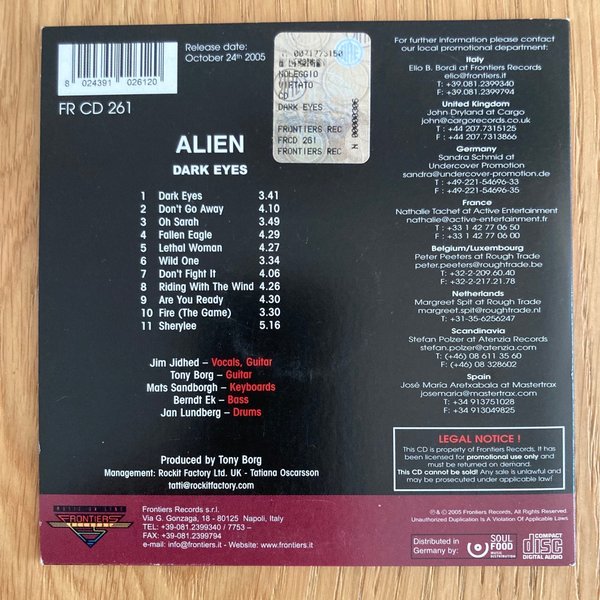 Release date:
October 24th 2005
8 024391 026120
FR CD 261
0071773150
NOLEGGIO
VIETATO
CD
DARK EYES
FRONTIERS REC
FRCD 261
FRONTIERS REC
ALIEN
DARK EYES
1 Dark Eyes 3.41
2 Don't Go Away 4.10
3 Oh Sarah 3.49
4 Fallen Eagle 4.29
5 Lethal Woman 4.27
6 Wild One 3.34
7 Don't Fight It 4.06
8 Riding With The Wind 4.26
9 Are You Ready 4.30
10 Fire (The Game) 3.30
11 Sherylee 5.16
Jim Jidhed – Vocals, Guitar
Tony Borg – Guitar
Mats Sandborgh – Keyboards
Berndt Ek – Bass
Jan Lundberg – Drums
Produced by Tony Borg
Management: Rockit Factory Ltd. UK - Tatiana Oscarsson
tatti@rockitfactory.com
For further information please contact
our local promotional department:
Italy
Elio B. Bordi at Frontiers Records
elio@frontiers.it
T: +39.081.2399340
F: +39.081.2399794
United Kingdom
John Dryland at Cargo
john@cargorecords.co.uk
T : +44 207.7315125
F : +44 207.7313866
Germany
Sandra Schmid at
Undercover Promotion
sandra@undercover-promotion.de
T : +49-221-54696-33
F : +49-221-54696-35
France
Nathalie Tachet at Active Entertainment
nathalie@activent.fr
T : +33 1 42 77 06 50
F : +33 1 42 77 06 00
Belgium/Luxembourg
Peter Peeters at Rough Trade
peter.peeters@roughtrade.be
T : +32-2-209.60.40
F : +32-2-217.21.78
Netherlands
Margreet Spit at Rough Trade
margreet.spit@roughtrade.nl
T : +31-35-6256247
Scandinavia
Stefan Polzer at Atenzia Records
stefan.polzer@atenzia.com
T: (+46) 08 611 35 60
F: (+46) 08 328602
Spain
José María Aretxabala at Mastertrax
josemaria@mastertrax.com
T : +34 913751028
F : +34 913049825
LEGAL NOTICE !
This CD is property of Frontiers Records. It has
been licensed for promotional use only and
must be returned on demand.
This CD cannot be sold! Any sale is unlawful and
may be prosecuted under applicable law!
MUSIC ON LINE
FRONTIERS
RECORDS
Frontiers Records s.r.l.
Via G. Gonzaga, 18 - 80125 Napoli, Italy
TEL: +39-081.2399340 / 7753 –
FAX: +39-081.2399794
e-mail: info@frontiers.it - Website: www.frontiers.it
℗ & © 2005 Frontiers Records, All Rights Reserved.
Unauthorized Duplication Is A Violation Of Applicable Laws
Distributed in
Germany by:
SOUL
FOOD
MUSIC
DISTRIBUTION
COMPACT
disc
DIGITAL AUDIO